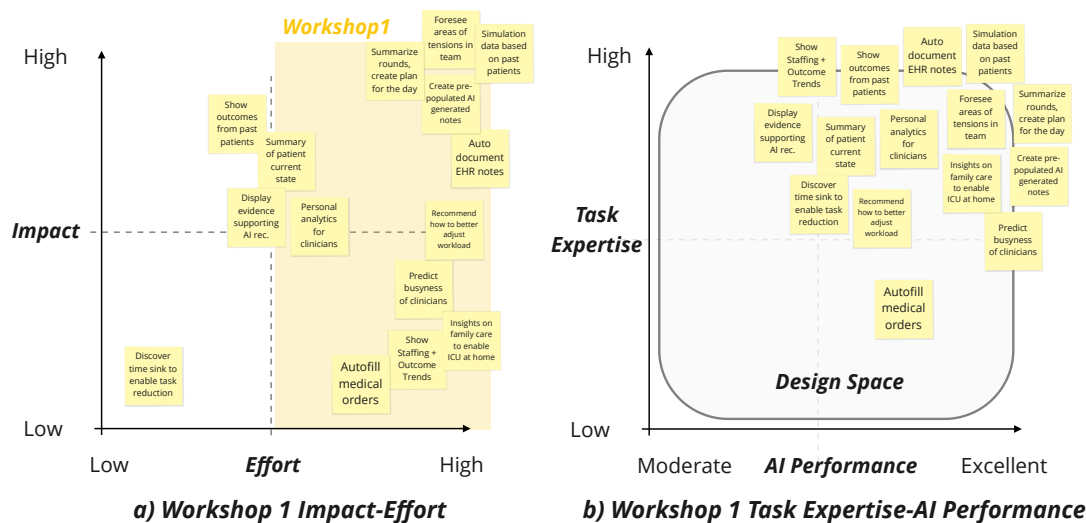 Workshop1
High
Foresee
areas of
tensions in
team
Simulation
data based
on past
patients
Summarize
rounds,
create plan
for the day
Create pre-
populated AI
generated
notes
Show
outcomes
from past
patients
Summary
of patient
current
state
Auto
document
EHR notes
Display
evidence
supporting
AI rec.
Personal
analytics
for
clinicians
Recommend
how to better
adjust
workload
Impact
Predict
busyness
of clinicians
Insights on
family care
to enable
ICU at home
Show
Staffing +
Outcome
Trends
Discover
time sink to
enable task
reduction
Autofill
medical
orders
Low
Low
Effort
High
a) Workshop 1 Impact-Effort
High
Show
Staffing +
Outcome
Trends
Show
outcomes
from past
patients
Auto
document
EHR notes
Simulation
data based
on past
patients
Display
evidence
supporting
AI rec.
Summary
of patient
current
state
Personal
analytics
for
clinicians
Foresee
areas of
tensions in
team
Summarize
rounds,
create plan
for the day
Discover
time sink to
enable task
reduction
Recommend
how to better
adjust
workload
Insights on
family care
to enable
ICU at home
Create pre-
populated AI
generated
notes
Predict
busyness
of clinicians
Task
Expertise
Autofill
medical
orders
Design Space
Low
Moderate
AI Performance
Excellent
b) Workshop 1 Task Expertise-AI Performance